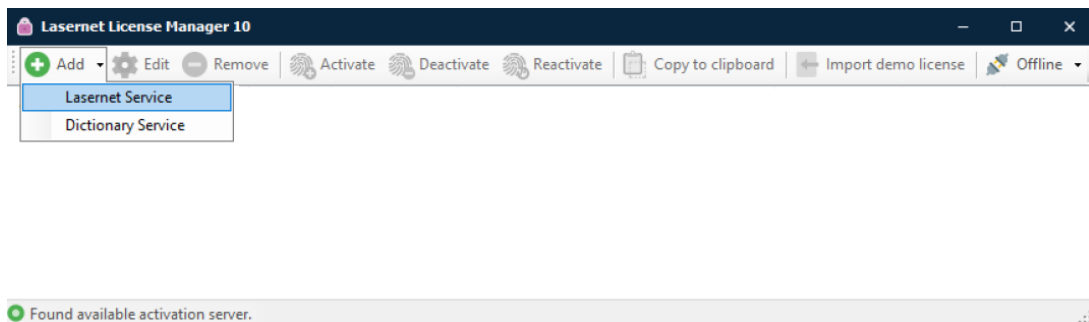 Lasernet License Manager 10
Add Edit Remove Activate Deactivate Reactivate Copy to clipboard Import demo license Offline
Lasernet Service
Dictionary Service
Found available activation server.